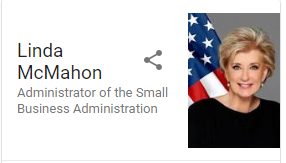 Linda
McMahon
Administrator of the Small
Business Administration